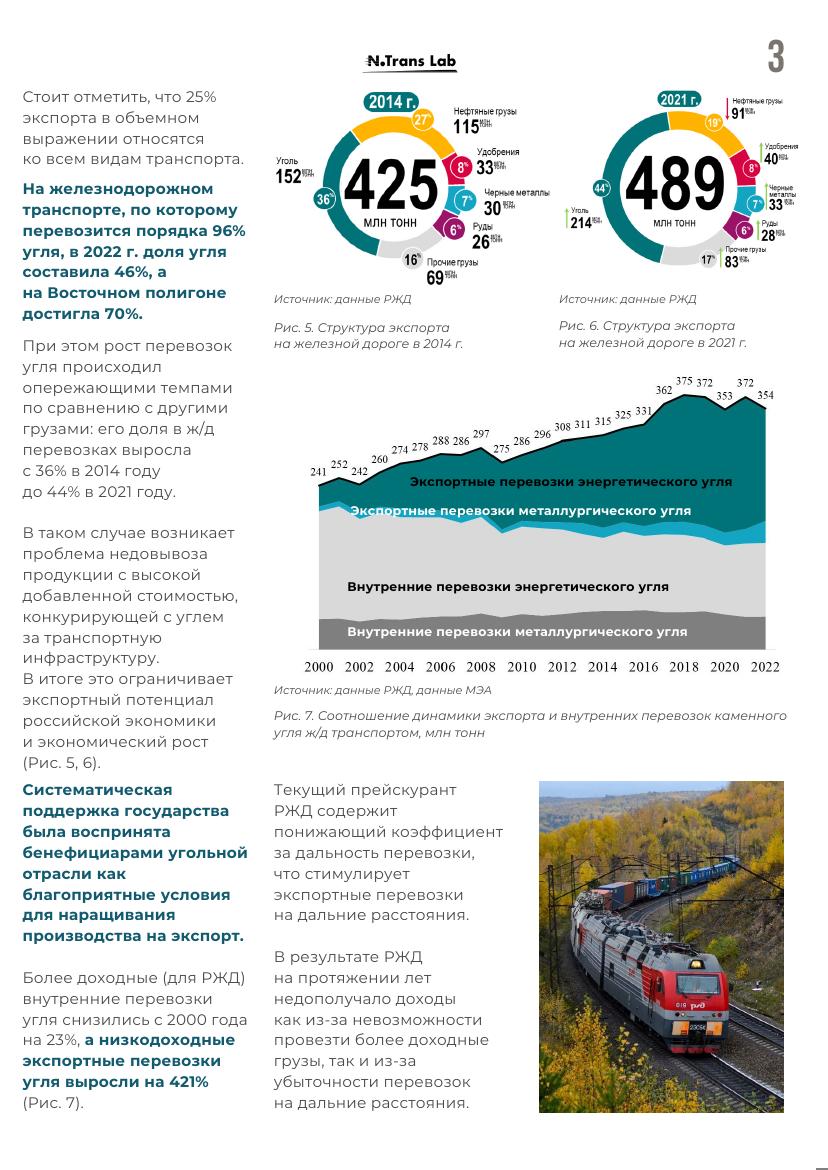 N.Trans Lab
3
Стоит отметить, что 25%
экспорта в объемном
выражении относятся
ко всем видам транспорта.
На железнодорожном
транспорте, по которому
перевозится порядка 96%
угля, в 2022 г. доля угля
составила 46%, а
на Восточном полигоне
достигла 70%.
При этом рост перевозок
угля происходил
опережающими темпами
по сравнению с другими
грузами: его доля в ж/д
перевозках выросла
с 36% в 2014 году
до 44% в 2021 году.
В таком случае возникает
проблема недовывоза
продукции с высокой
добавленной стоимостью,
конкурирующей с углем
за транспортную
инфраструктуру.
В итоге это ограничивает
экспортный потенциал
российской экономики
и экономический рост
(Рис. 5, 6).
Систематическая
поддержка государства
была воспринята
бенефициарами угольной
отрасли как
благоприятные условия
для наращивания
производства на экспорт.
Более доходные (для РЖД)
внутренние перевозки
угля снизились с 2000 года
на 23%, а низкодоходные
экспортные перевозки
угля выросли на 421%
(Рис. 7).
2014 г.
425
МЛН ТОНН
Уголь
152 МЛН ТОНН
36%
27%
Нефтяные грузы
115 МЛН ТОНН
8%
Удобрения
33 МЛН ТОНН
7%
Черные металлы
30 МЛН ТОНН
6%
Руды
26 МЛН ТОНН
16%
Прочие грузы
69 МЛН ТОНН
Источник: данные РЖД
Рис. 5. Структура экспорта
на железной дороге в 2014 г.
2021 г.
489
МЛН ТОНН
Уголь
214 МЛН ТОНН
44%
19%
Нефтяные грузы
91 МЛН ТОНН
8%
Удобрения
40 МЛН ТОНН
7%
Черные
металлы
33 МЛН ТОНН
6%
Руды
28 МЛН ТОНН
17%
Прочие грузы
83 МЛН ТОНН
Источник: данные РЖД
Рис. 6. Структура экспорта
на железной дороге в 2021 г.
241 252 242 260 274 278 288 286 297 275 286 296 308 311 315 325 331 362 375 372 353 372 354
Экспортные перевозки энергетического угля
Экспортные перевозки металлургического угля
Внутренние перевозки энергетического угля
Внутренние перевозки металлургического угля
2000 2002 2004 2006 2008 2010 2012 2014 2016 2018 2020 2022
Источник: данные РЖД, данные МЭА
Рис. 7. Соотношение динамики экспорта и внутренних перевозок каменного
угля ж/д транспортом, млн тонн
Текущий прейскурант
РЖД содержит
понижающий коэффициент
за дальность перевозки,
что стимулирует
экспортные перевозки
на дальние расстояния.
В результате РЖД
на протяжении лет
недополучало доходы
как из-за невозможности
провезти более доходные
грузы, так и из-за
убыточности перевозок
на дальние расстояния.